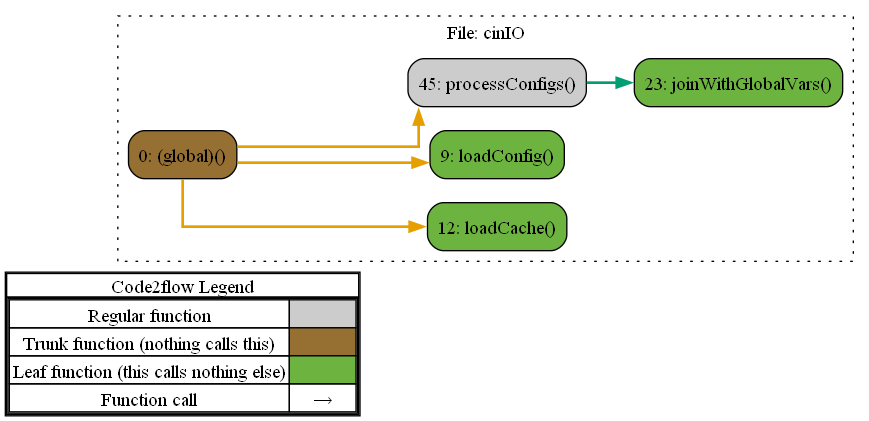 File: cinIO
45: processConfigs()
23: joinWithGlobalVars()
0: (global)()
9: loadConfig()
12: loadCache()
Code2flow Legend
Regular function
Trunk function (nothing calls this)
Leaf function (this calls nothing else)
Function call →